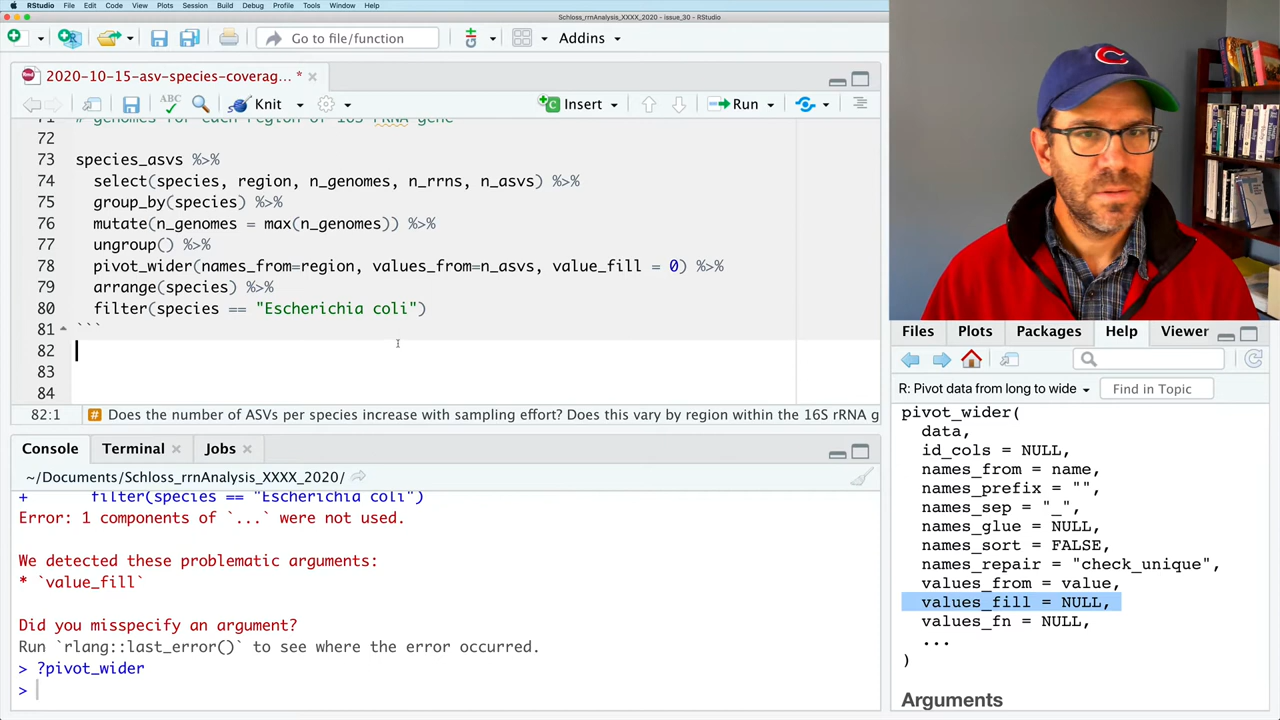 RStudio File Edit Code View Plots Session Build Debug Profile Tools Window Help
Schloss_rrnAnalysis_XXXX_2020 - issue_30 - RStudio
Go to file/function
Addins
2020-10-15-asv-species-coverag... *
ABC
Knit
Insert
Run
71 # genomes for each region of 16S rRNA gene
72
73 species_asvs %>%
74 select(species, region, n_genomes, n_rrns, n_asvs) %>%
75 group_by(species) %>%
76 mutate(n_genomes = max(n_genomes)) %>%
77 ungroup() %>%
78 pivot_wider(names_from=region, values_from=n_asvs, value_fill = 0) %>%
79 arrange(species) %>%
80 filter(species == "Escherichia coli")
81 ```
82
83
84
82:1 # Does the number of ASVs per species increase with sampling effort? Does this vary by region within the 16S rRNA g
Console Terminal Jobs
~/Documents/Schloss_rrnAnalysis_XXXX_2020/
+ filter(species == "Escherichia coli")
Error: 1 components of `...` were not used.
We detected these problematic arguments:
* `value_fill`
Did you misspecify an argument?
Run `rlang::last_error()` to see where the error occurred.
> ?pivot_wider
>
C
Files Plots Packages Help Viewer
R: Pivot data from long to wide
Find in Topic
pivot_wider(
data,
id_cols = NULL,
names_from = name,
names_prefix = "",
names_sep = "_",
names_glue = NULL,
names_sort = FALSE,
names_repair = "check_unique",
values_from = value,
values_fill = NULL,
values_fn = NULL,
...
)
Arguments